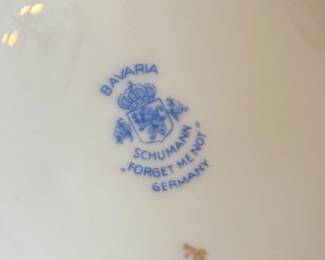 BAVARIA
SCHUMANN
"FORGET ME NOT"
GERMANY